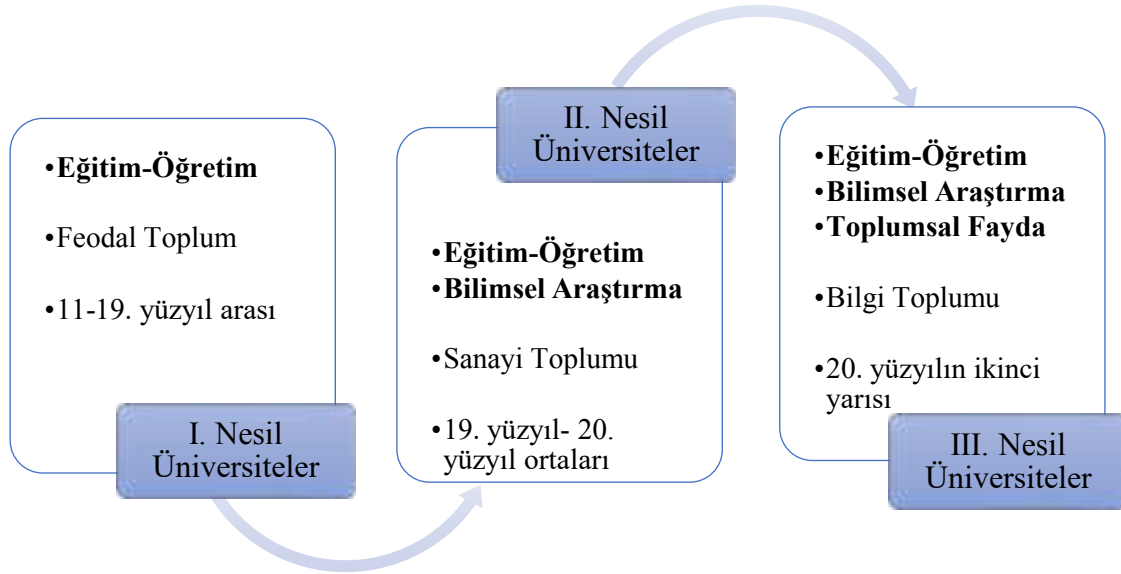 •Eğitim-Öğretim
•Feodal Toplum
•11-19. yüzyıl arası
I. Nesil
Üniversiteler
II. Nesil
Üniversiteler
•Eğitim-Öğretim
•Bilimsel Araştırma
•Sanayi Toplumu
•19. yüzyıl- 20.
yüzyıl ortaları
•Eğitim-Öğretim
•Bilimsel Araştırma
•Toplumsal Fayda
•Bilgi Toplumu
•20. yüzyılın ikinci
yarısı
III. Nesil
Üniversiteler